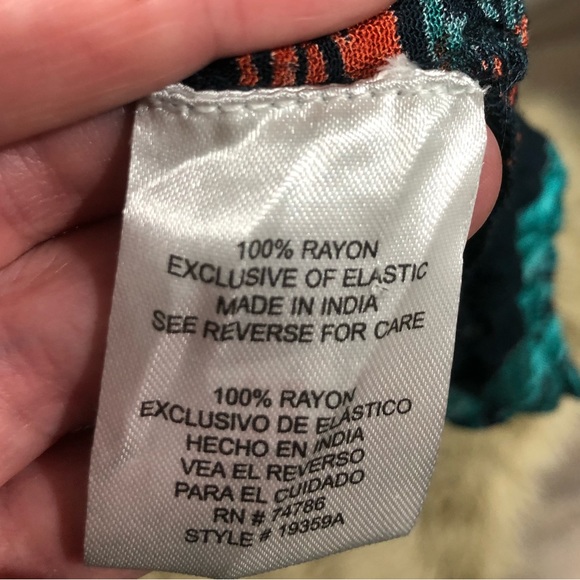 100% RAYON
EXCLUSIVE OF ELASTIC
MADE IN INDIA
SEE REVERSE FOR CARE
100% RAYON
EXCLUSIVO DE ELASTICO
HECHO EN INDIA
VEA EL REVERSO
PARA EL CUIDADO
RN # 74786
STYLE # 19359A